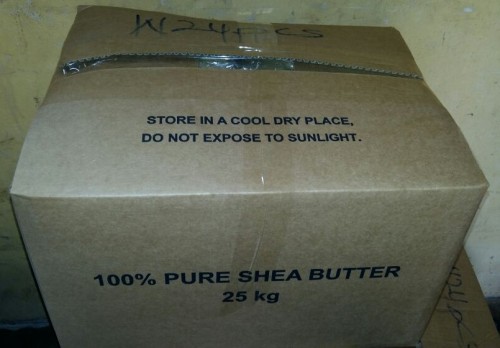 STORE IN A COOL DRY PLACE,
DO NOT EXPOSE TO SUNLIGHT.
100% PURE SHEA BUTTER
25 kg